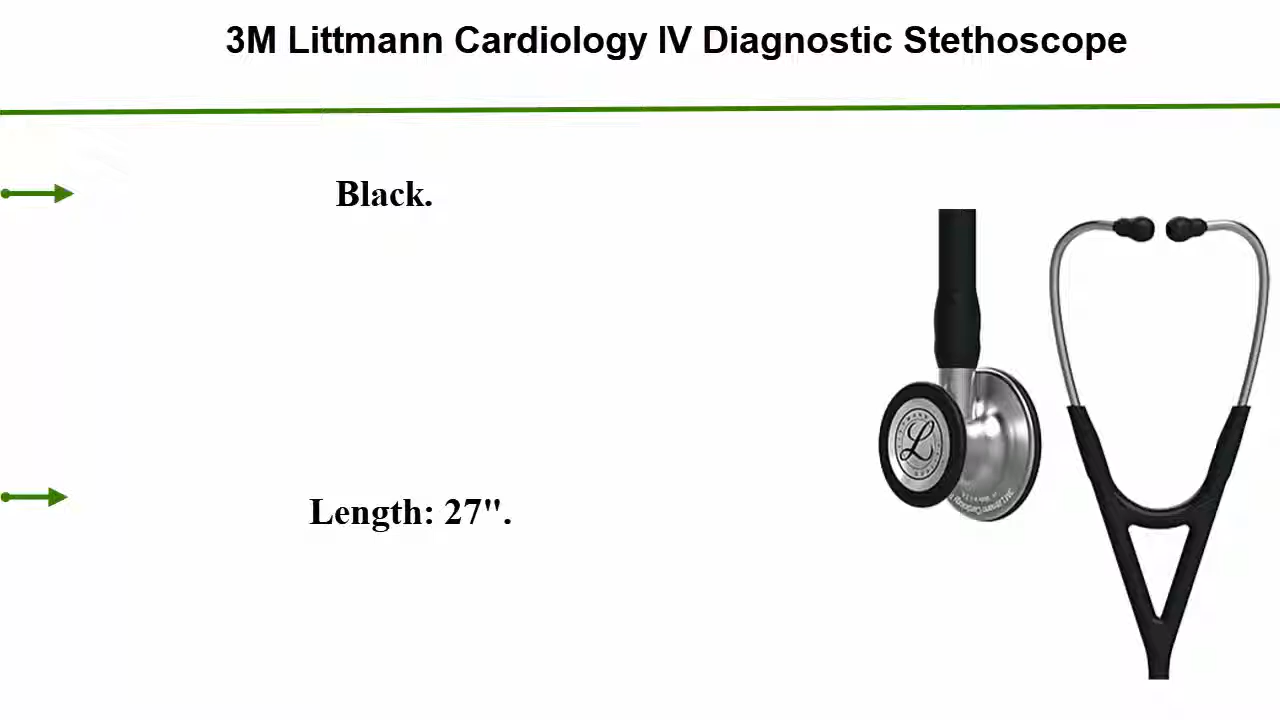 3M Littmann Cardiology IV Diagnostic Stethoscope
Black.
Length: 27".
L